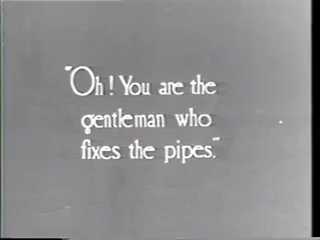 "Oh! You are the
gentleman who
fixes the pipes."